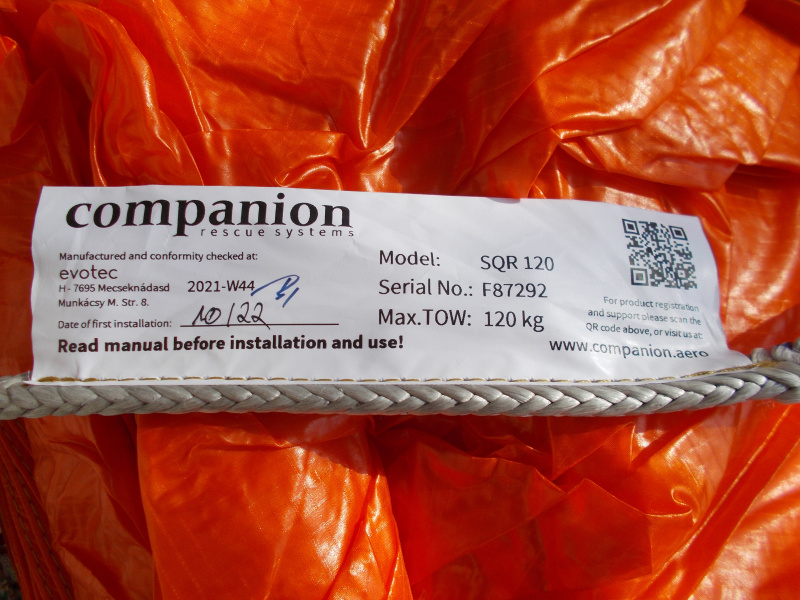 companion
rescue systems
Manufactured and conformity checked at:
evotec
H - 7695 Mecseknádasd
Munkácsy M. Str. 8.
2021-W44
Date of first installation: 10/22
Read manual before installation and use!
Model: SQR 120
Serial No.: F87292
Max.TOW: 120 kg
For product registration
and support please scan the
QR code above, or visit us at:
www.companion.aero